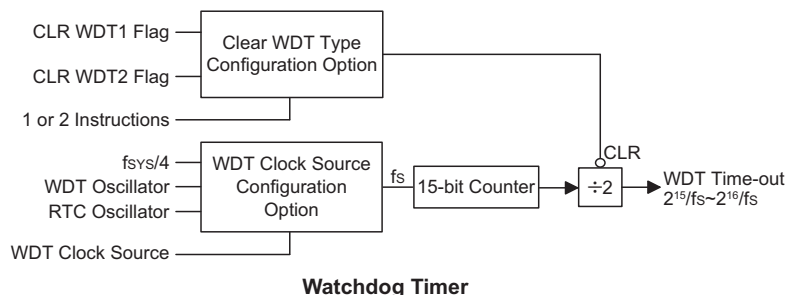 CLR WDT1 Flag
CLR WDT2 Flag
1 or 2 Instructions
Clear WDT Type
Configuration Option
fSYS/4
WDT Oscillator
RTC Oscillator
WDT Clock Source
WDT Clock Source
Configuration
Option
fS
15-bit Counter
CLR
÷2
WDT Time-out
2¹⁵/fS~2¹⁶/fS
Watchdog Timer